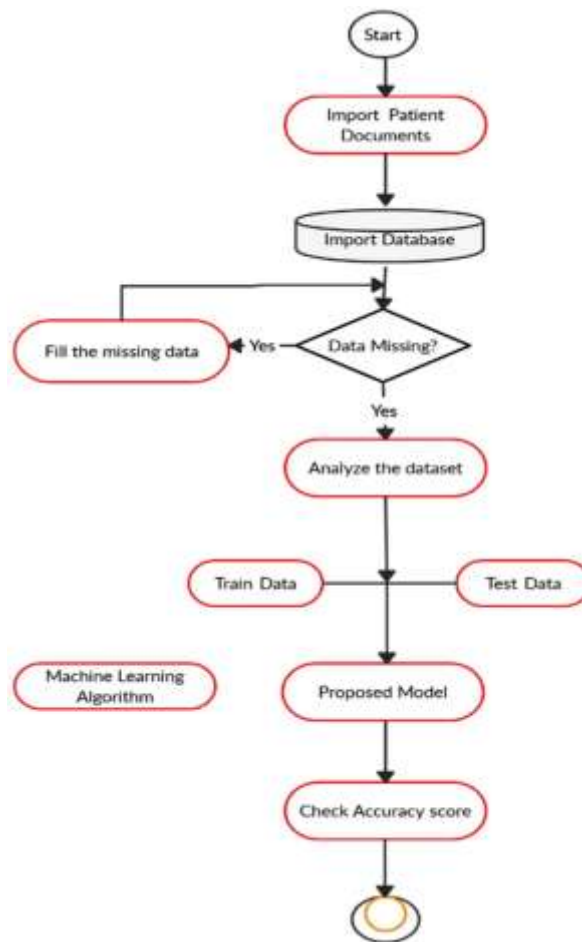 Start
Import Patient
Documents
Import Database
Fill the missing data
Yes
Data Missing?
Yes
Analyze the dataset
Train Data
Test Data
Machine Learning
Algorithm
Proposed Model
Check Accuracy score